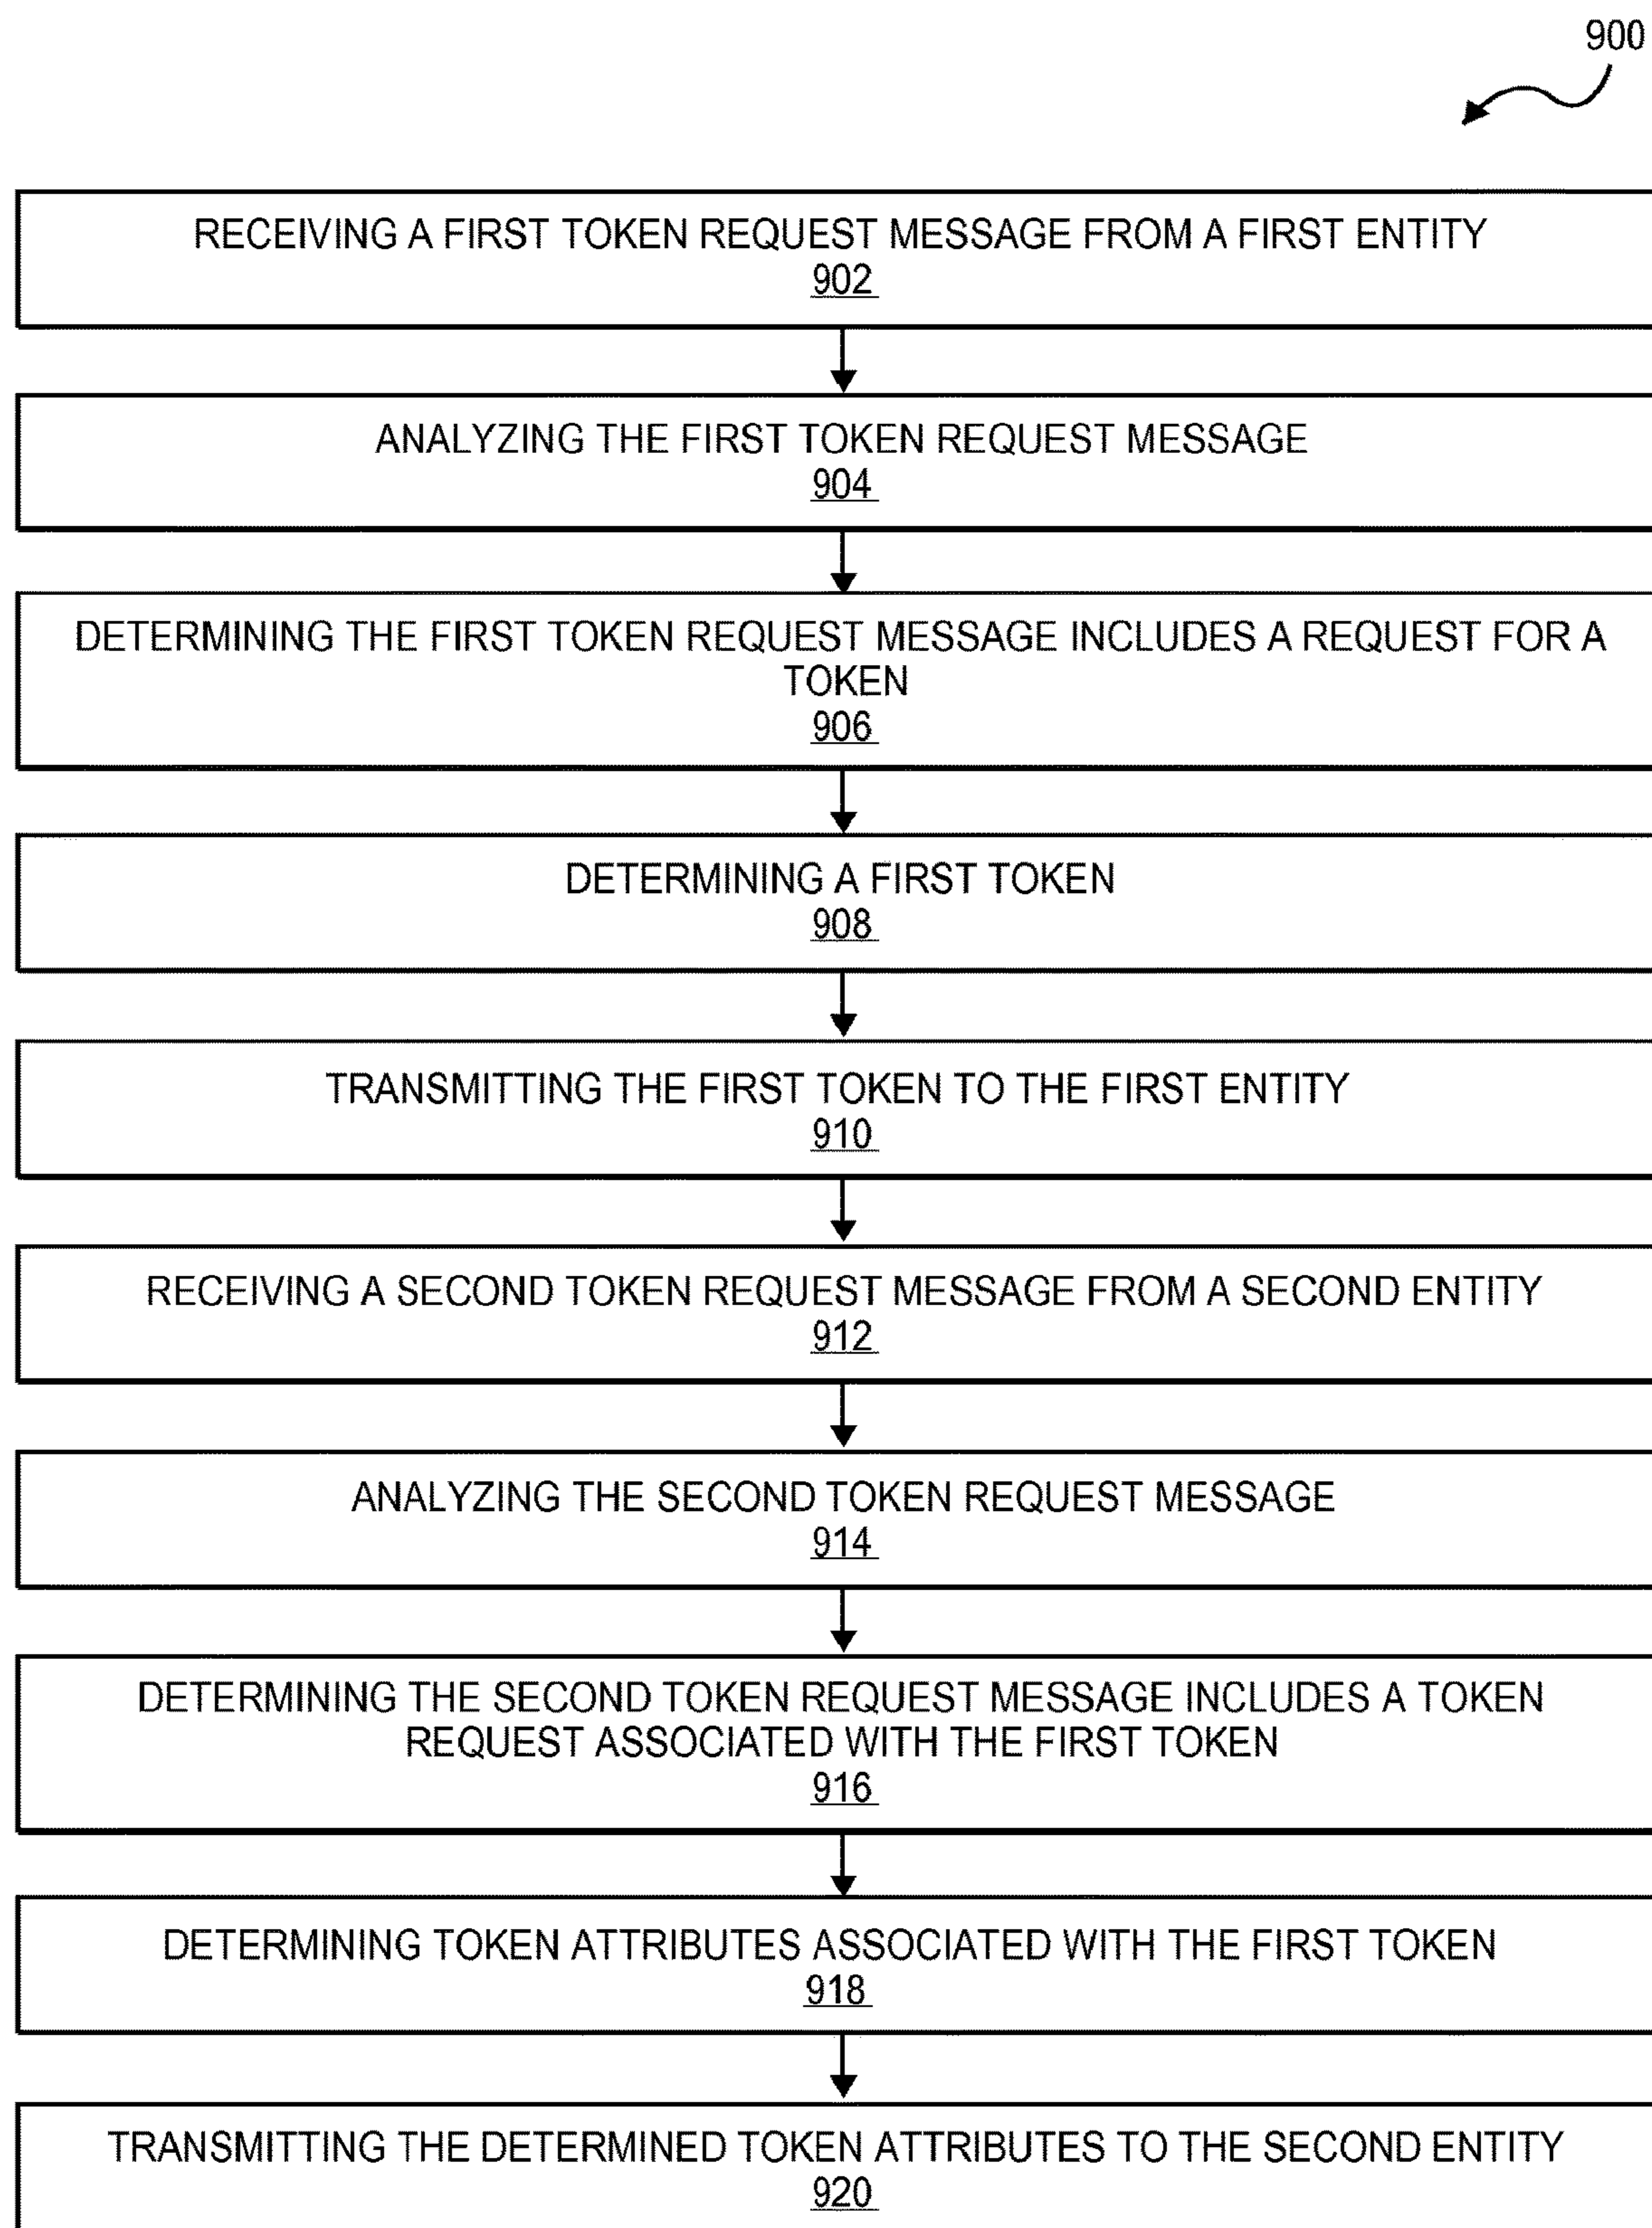 900
RECEIVING A FIRST TOKEN REQUEST MESSAGE FROM A FIRST ENTITY
902
ANALYZING THE FIRST TOKEN REQUEST MESSAGE
904
DETERMINING THE FIRST TOKEN REQUEST MESSAGE INCLUDES A REQUEST FOR A
TOKEN
906
DETERMINING A FIRST TOKEN
908
TRANSMITTING THE FIRST TOKEN TO THE FIRST ENTITY
910
RECEIVING A SECOND TOKEN REQUEST MESSAGE FROM A SECOND ENTITY
912
ANALYZING THE SECOND TOKEN REQUEST MESSAGE
914
DETERMINING THE SECOND TOKEN REQUEST MESSAGE INCLUDES A TOKEN
REQUEST ASSOCIATED WITH THE FIRST TOKEN
916
DETERMINING TOKEN ATTRIBUTES ASSOCIATED WITH THE FIRST TOKEN
918
TRANSMITTING THE DETERMINED TOKEN ATTRIBUTES TO THE SECOND ENTITY
920